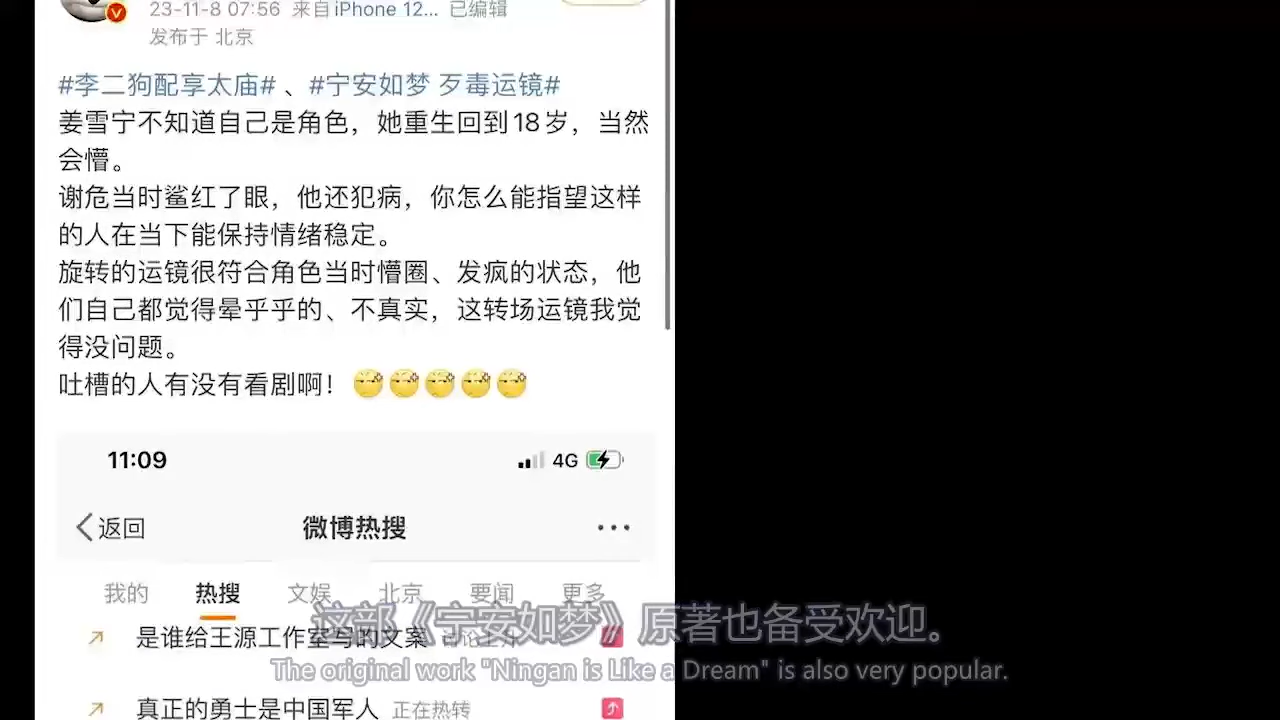 23-11-8 07:56 来自iPhone 12... 已编辑
发布于 北京
#李二狗配享太庙# 、#宁安如梦 歹毒运镜#
姜雪宁不知道自己是角色，她重生回到18岁，当然
会懵。
谢危当时鲨红了眼，他还犯病，你怎么能指望这样
的人在当下能保持情绪稳定。
旋转的运镜很符合角色当时懵圈、发疯的状态，他
们自己都觉得晕乎乎的、不真实，这转场运镜我觉
得没问题。
吐槽的人有没有看剧啊！
11:09 4G
返回 微博热搜
我的 热搜 文娱 北京 要闻 更多
是谁给王源工作室写的文案
这部《宁安如梦》原著也备受欢迎。
The original work "Ningan is Like a Dream" is also very popular.
真正的勇士是中国军人 正在热转